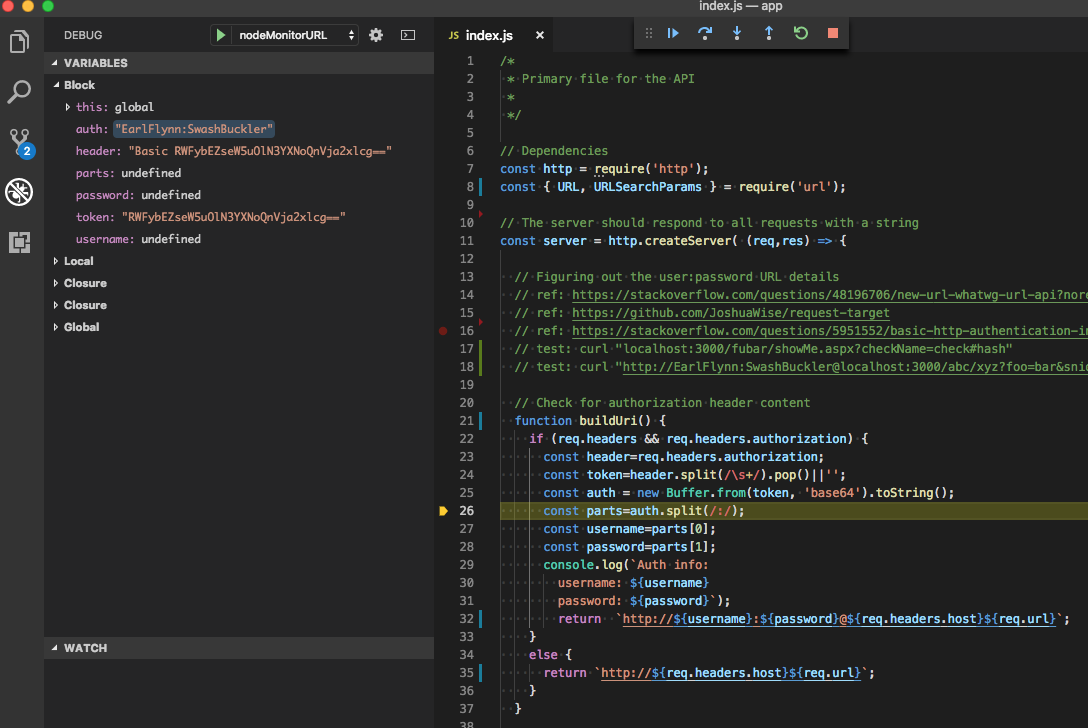 index.js — app
DEBUG
nodeMonitorURL
VARIABLES
Block
this: global
auth: "EarlFlynn:SwashBuckler"
header: "Basic RWFybEZseW5uOlN3YXNoQnVja2xlcg=="
parts: undefined
password: undefined
token: "RWFybEZseW5uOlN3YXNoQnVja2xlcg=="
username: undefined
Local
Closure
Closure
Global
WATCH
2
JS index.js ×
1 /*
2 * Primary file for the API
3 *
4 */
5
6 // Dependencies
7 const http = require('http');
8 const { URL, URLSearchParams } = require('url');
9
10 // The server should respond to all requests with a string
11 const server = http.createServer( (req,res) => {
12
13 // Figuring out the user:password URL details
14 // ref: https://stackoverflow.com/questions/48196706/new-url-whatwg-url-api?nore
15 // ref: https://github.com/JoshuaWise/request-target
16 // ref: https://stackoverflow.com/questions/5951552/basic-http-authentication-i
17 // test: curl "localhost:3000/fubar/showMe.aspx?checkName=check#hash"
18 // test: curl "http://EarlFlynn:SwashBuckler@localhost:3000/abc/xyz?foo=bar&snic
19
20 // Check for authorization header content
21 function buildUri() {
22 if (req.headers && req.headers.authorization) {
23 const header=req.headers.authorization;
24 const token=header.split(/\s+/).pop()||'';
25 const auth = new Buffer.from(token, 'base64').toString();
26 const parts=auth.split(/:/);
27 const username=parts[0];
28 const password=parts[1];
29 console.log(`Auth info:
30 username: ${username}
31 password: ${password}`);
32 return `http://${username}:${password}@${req.headers.host}${req.url}`;
33 }
34 else {
35 return `http://${req.headers.host}${req.url}`;
36 }
37 }
38